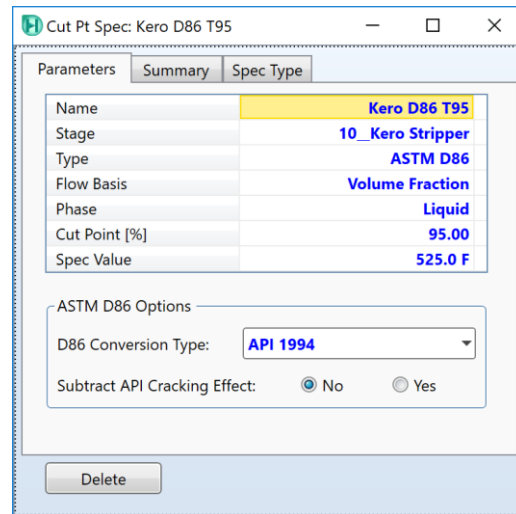 Cut Pt Spec: Kero D86 T95
Parameters Summary Spec Type
Name Kero D86 T95
Stage 10__Kero Stripper
Type ASTM D86
Flow Basis Volume Fraction
Phase Liquid
Cut Point [%] 95.00
Spec Value 525.0 F
ASTM D86 Options
D86 Conversion Type: API 1994
Subtract API Cracking Effect: No Yes
Delete